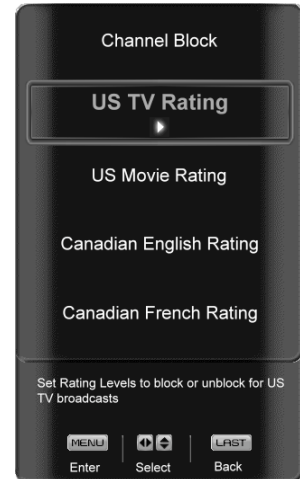 Channel Block
US TV Rating
US Movie Rating
Canadian English Rating
Canadian French Rating
Set Rating Levels to block or unblock for US
TV broadcasts
MENU LAST
Enter Select Back